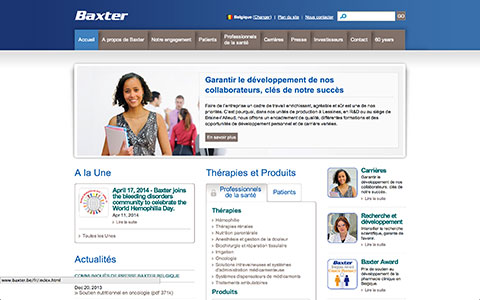 Baxter
Belgique (Changer) | Plan du site | Nous contacter
GO
Accueil
A propos de Baxter
Notre engagement
Patients
Professionnels de la santé
Carrières
Presse
Investisseurs
Contact
60 years
Garantir le développement de nos
collaborateurs, clés de notre succès
Faire de l'entreprise un cadre de travail enrichissant, agréable et sûr est une de nos
priorités. C'est pourquoi, dans nos unités de production à Lessines, en R&D ou au siège de
Braine-l'Alleud, nous offrons un encadrement de qualité, différentes formations et des
opportunités de développement personnel et de carrière variées.
En savoir plus
A la Une
April 17, 2014 - Baxter joins
the bleeding disorders
community to celebrate the
World Hemophilia Day.
Apr 11, 2014
Lire la suite
Toutes les Unes
Actualités
COMMUNIQUÉS DE PRESSE BAXTER BELGIQUE
Dec 20, 2013
Soutien nutritionnel en oncologie (pdf 371k)
Thérapies et Produits
Professionnels
de la santé
Patients
Thérapies
Hémophilie
Thérapies rénales
Nutrition parentérale
Anesthésie et gestion de la douleur
Biochirurgie et réparation tissulaire
Irrigation
Oncologie
Solutions intraveineuses et systèmes
d'administration médicamenteuse
Systèmes dispensateurs de médicaments
Traitements ambulatoires
Produits
Carrières
Garantir le
développement de nos
collaborateurs, clés de
notre succès.
Lire la suite
Recherche et
développement
Innovation, expertise
scientifique, garante de
l'avenir.
Lire la suite
Baxter Award
Prix de soutien au
développement de la
pharmacie clinique en
Belgique.
Lire la suite
www.baxter.be/fr/index.html